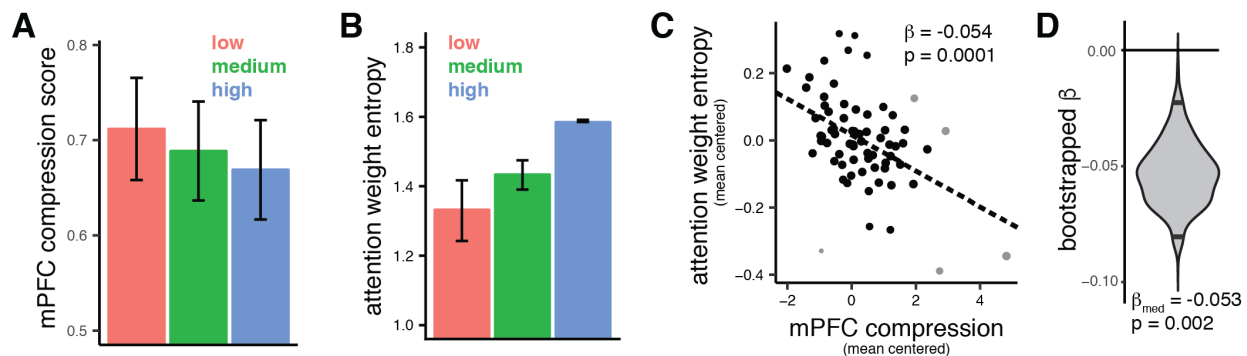 A
mPFC compression score
0.8
0.7
0.6
0.5
low
medium
high
B
attention weight entropy
1.8
1.6
1.4
1.2
1.0
low
medium
high
C
attention weight entropy
(mean centered)
0.2
0.0
−0.2
−0.4
β = -0.054
p = 0.0001
−2
0
2
4
mPFC compression
(mean centered)
D
bootstrapped β
0.00
−0.05
−0.10
βmed = -0.053
p = 0.002